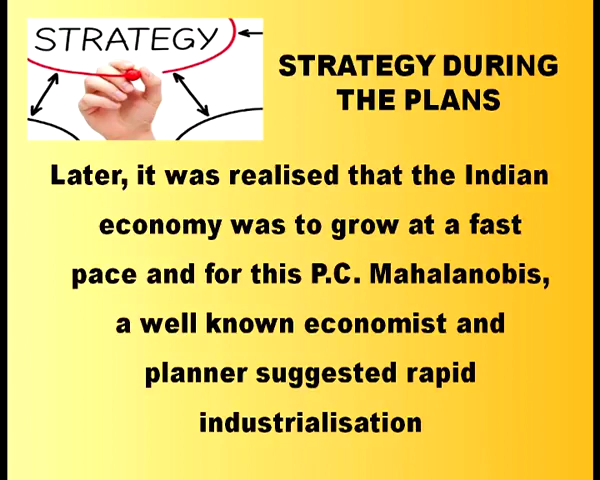 STRATEGY
STRATEGY DURING
THE PLANS
Later, it was realised that the Indian
economy was to grow at a fast
pace and for this P.C. Mahalanobis,
a well known economist and
planner suggested rapid
industrialisation